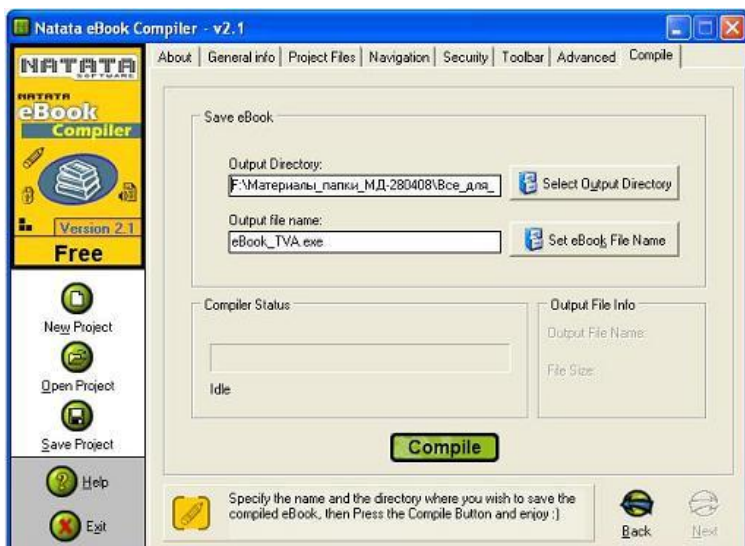 Natata eBook Compiler - v2.1
NATATA
SOFTWARE
NATATA
eBook
Compiler
Version 2.1
Free
New Project
Open Project
Save Project
Help
Exit
About
General info
Project Files
Navigation
Security
Toolbar
Advanced
Compile
Save eBook
Output Directory:
F:\Материалы_папки_МД-280408\Все_для_
Select Output Directory
Output file name:
eBook_TVA.exe
Set eBook File Name
Compiler Status
Idle
Output File Info
Output File Name:
File Size:
Compile
Specify the name and the directory where you wish to save the
compiled eBook, then Press the Compile Button and enjoy :)
Back
Next